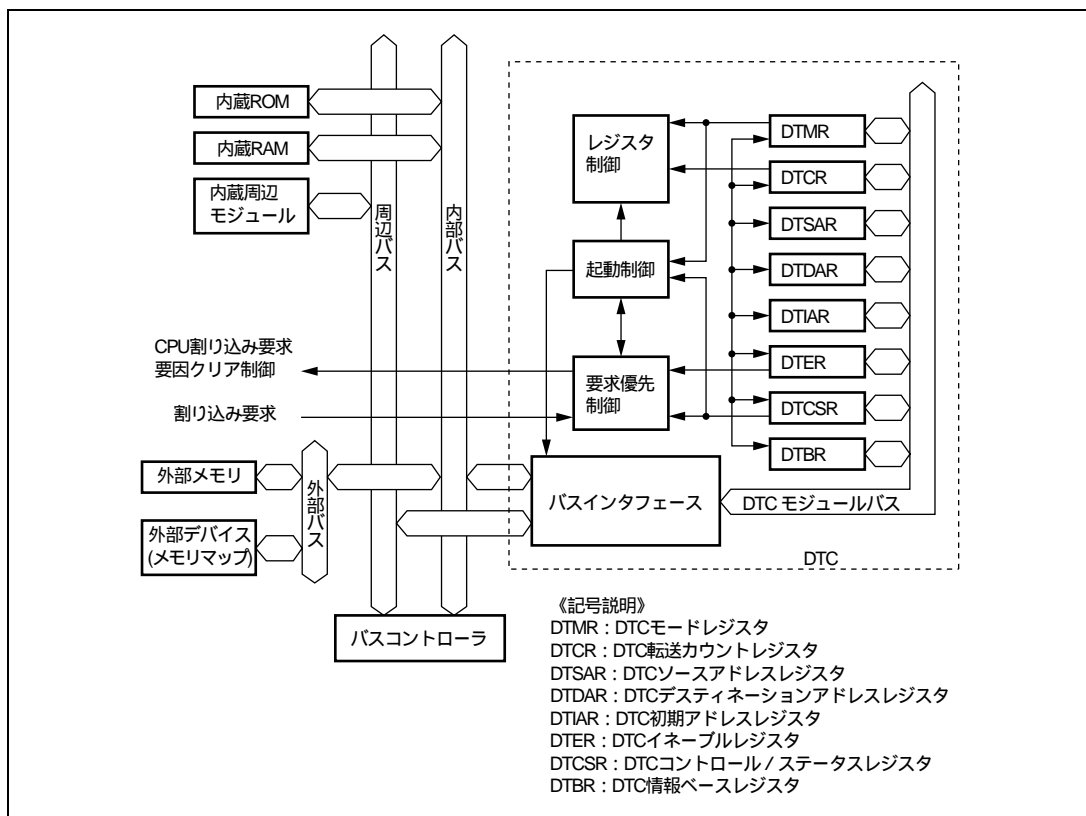 内蔵ROM
内蔵RAM
内蔵周辺
モジュール
周辺バス
内部バス
CPU割り込み要求
要因クリア制御
割り込み要求
外部メモリ
外部デバイス
(メモリマップ)
外部バス
バスコントローラ
レジスタ
制御
起動制御
要求優先
制御
バスインタフェース
DTMR
DTCR
DTSAR
DTDAR
DTIAR
DTER
DTCSR
DTBR
DTC モジュールバス
DTC
《記号説明》
DTMR：DTCモードレジスタ
DTCR：DTC転送カウントレジスタ
DTSAR：DTCソースアドレスレジスタ
DTDAR：DTCデスティネーションアドレスレジスタ
DTIAR：DTC初期アドレスレジスタ
DTER：DTCイネーブルレジスタ
DTCSR：DTCコントロール / ステータスレジスタ
DTBR：DTC情報ベースレジスタ